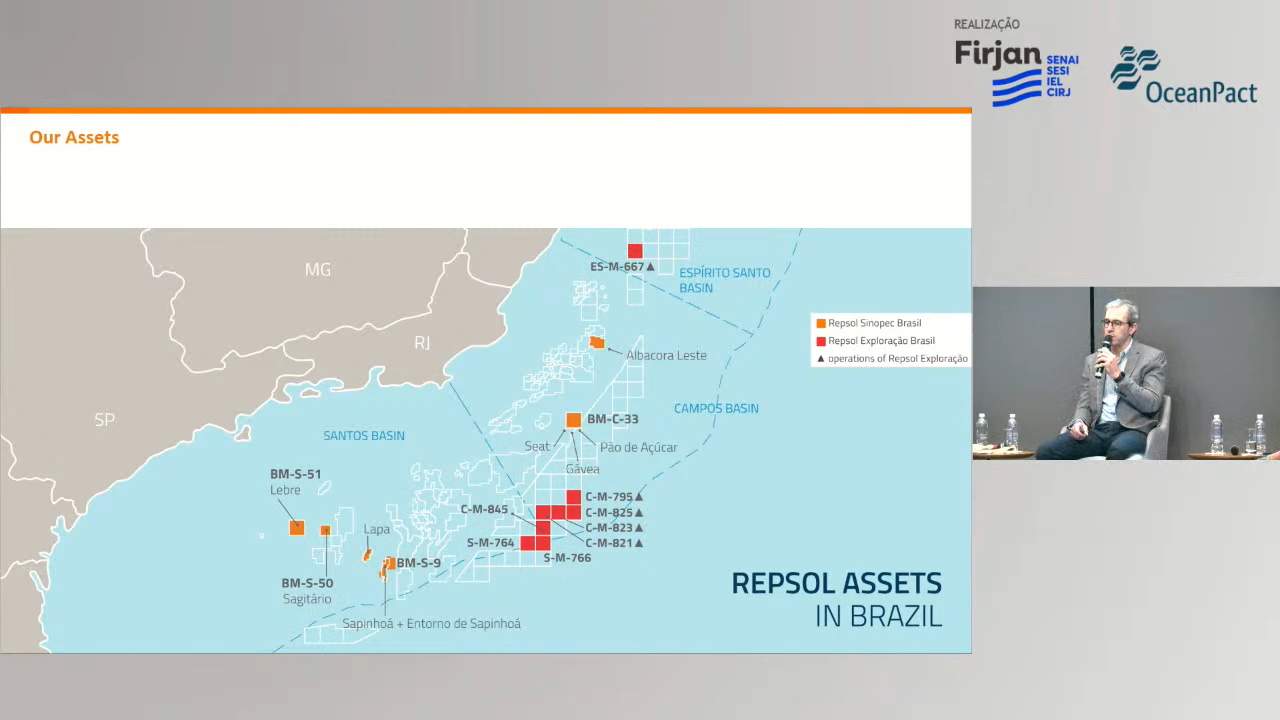 REALIZAÇÃO
Firjan
SENAI
SESI
IEL
CIRJ
OceanPact
Our Assets
MG
ES-M-667▲
ESPÍRITO SANTO
BASIN
Repsol Sinopec Brasil
Repsol Exploração Brasil
▲ operations of Repsol Exploração
RJ
Albacora Leste
SP
CAMPOS BASIN
BM-C-33
SANTOS BASIN
Seat
Pão de Açúcar
Gávea
BM-S-51
Lebre
C-M-795▲
C-M-845
C-M-825▲
C-M-823▲
Lapa
S-M-764
C-M-821▲
S-M-766
BM-S-9
BM-S-50
Sagitário
Sapinhoá + Entorno de Sapinhoá
REPSOL ASSETS
IN BRAZIL